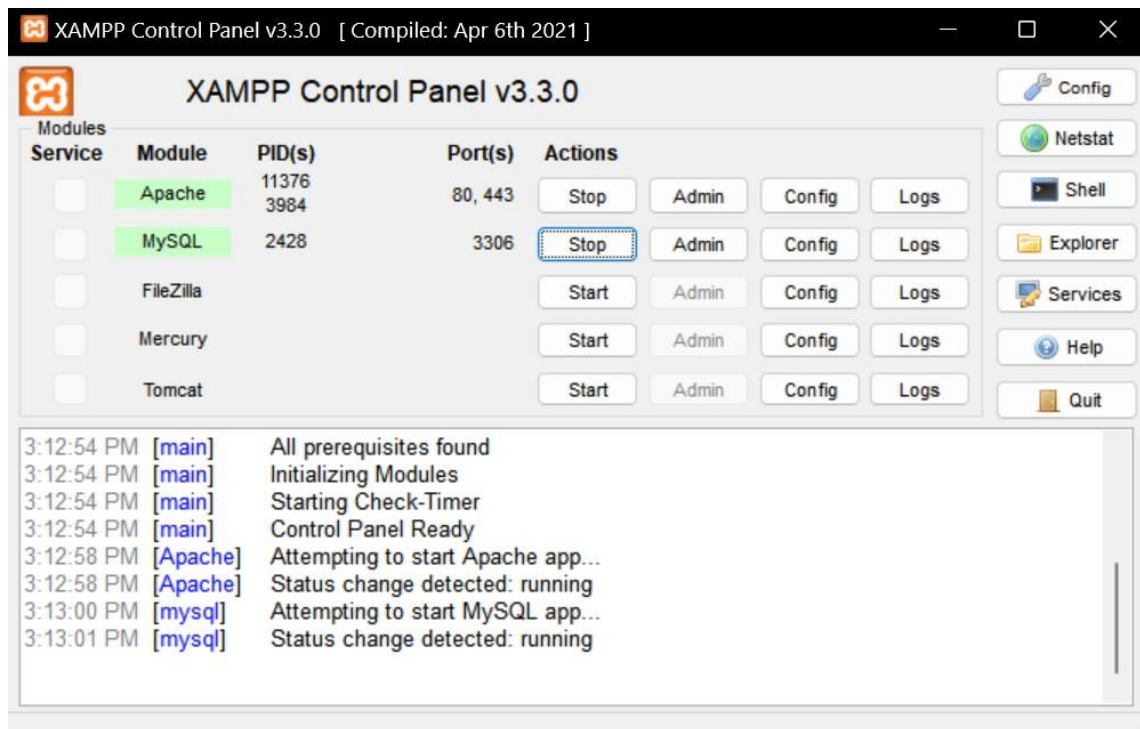 XAMPP Control Panel v3.3.0 [ Compiled: Apr 6th 2021 ]
XAMPP Control Panel v3.3.0
Config
Modules
Service Module PID(s) Port(s) Actions
Netstat
Apache 11376 3984 80, 443 Stop Admin Config Logs
Shell
MySQL 2428 3306 Stop Admin Config Logs
Explorer
FileZilla Start Admin Config Logs
Services
Mercury Start Admin Config Logs
Help
Tomcat Start Admin Config Logs
Quit
3:12:54 PM [main] All prerequisites found
3:12:54 PM [main] Initializing Modules
3:12:54 PM [main] Starting Check-Timer
3:12:54 PM [main] Control Panel Ready
3:12:58 PM [Apache] Attempting to start Apache app...
3:12:58 PM [Apache] Status change detected: running
3:13:00 PM [mysql] Attempting to start MySQL app...
3:13:01 PM [mysql] Status change detected: running